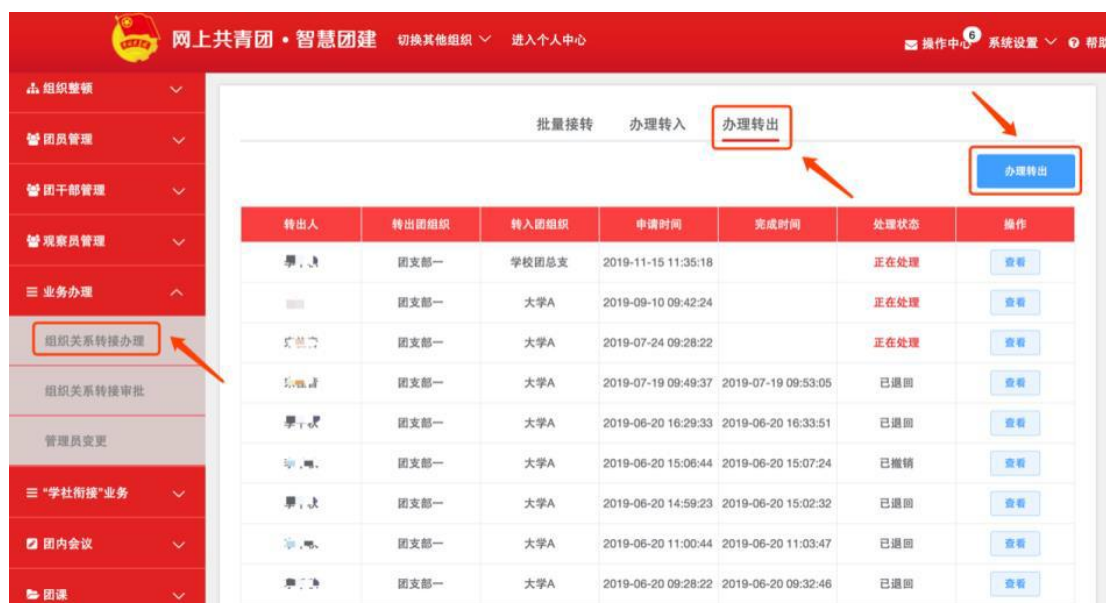 网上共青团·智慧团建 切换其他组织 进入个人中心 操作中心 6 系统设置 帮助
组织整顿
团员管理
团干部管理
观察员管理
业务办理
组织关系转接办理
组织关系转接审批
管理员变更
"学社衔接"业务
团内会议
团课
批量接转 办理转入 办理转出
办理转出
转出人 转出团组织 转入团组织 申请时间 完成时间 处理状态 操作
团支部一 学校团总支 2019-11-15 11:35:18 正在处理 查看
团支部一 大学A 2019-09-10 09:42:24 正在处理 查看
团支部一 大学A 2019-07-24 09:28:22 正在处理 查看
团支部一 大学A 2019-07-19 09:49:37 2019-07-19 09:53:05 已退回 查看
团支部一 大学A 2019-06-20 16:29:33 2019-06-20 16:33:51 已退回 查看
团支部一 大学A 2019-06-20 15:06:44 2019-06-20 15:07:24 已撤销 查看
团支部一 大学A 2019-06-20 14:59:23 2019-06-20 15:02:32 已退回 查看
团支部一 大学A 2019-06-20 11:00:44 2019-06-20 11:03:47 已退回 查看
团支部一 大学A 2019-06-20 09:28:22 2019-06-20 09:32:46 已退回 查看